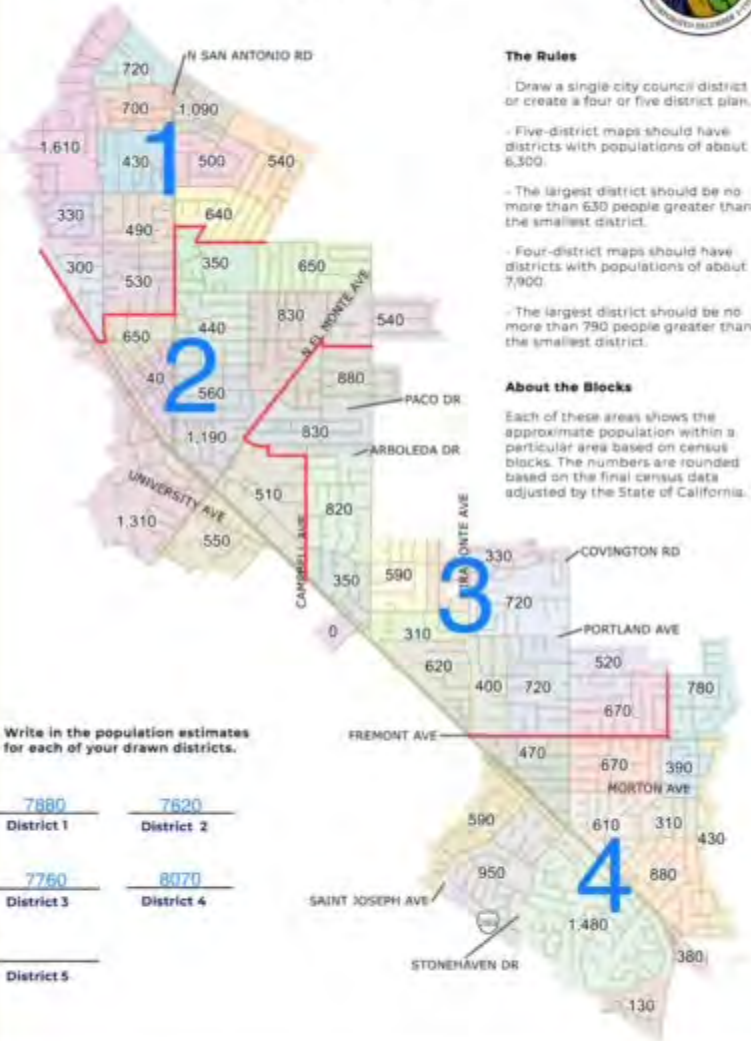 The Rules
- Draw a single city council district
or create a four or five district plan.
- Five-district maps should have
districts with populations of about
6,300.
- The largest district should be no
more than 630 people greater than
the smallest district.
- Four-district maps should have
districts with populations of about
7,900.
- The largest district should be no
more than 790 people greater than
the smallest district.
About the Blocks
Each of these areas shows the
approximate population within a
particular area based on census
blocks. The numbers are rounded
based on the final census data
adjusted by the State of California.
N SAN ANTONIO RD
720
700
1,090
1
1,610
430
500
540
330
490
640
300
530
350
650
N EL MONTE AVE
830
540
650
440
2
40
560
880
PACO DR
1,190
830
ARBOLEDA DR
UNIVERSITY AVE
510
820
1,310
550
CAMPBELL AVE
350
590
330
COVINGTON RD
3
720
0
310
PORTLAND AVE
620
520
400
720
780
670
FREMONT AVE
470
670
390
MORTON AVE
590
610
310
430
4
950
880
SAINT JOSEPH AVE
1,480
STONEHAVEN DR
380
130
Write in the population estimates
for each of your drawn districts.
7880
District 1
7620
District 2
7760
District 3
8070
District 4
District 5